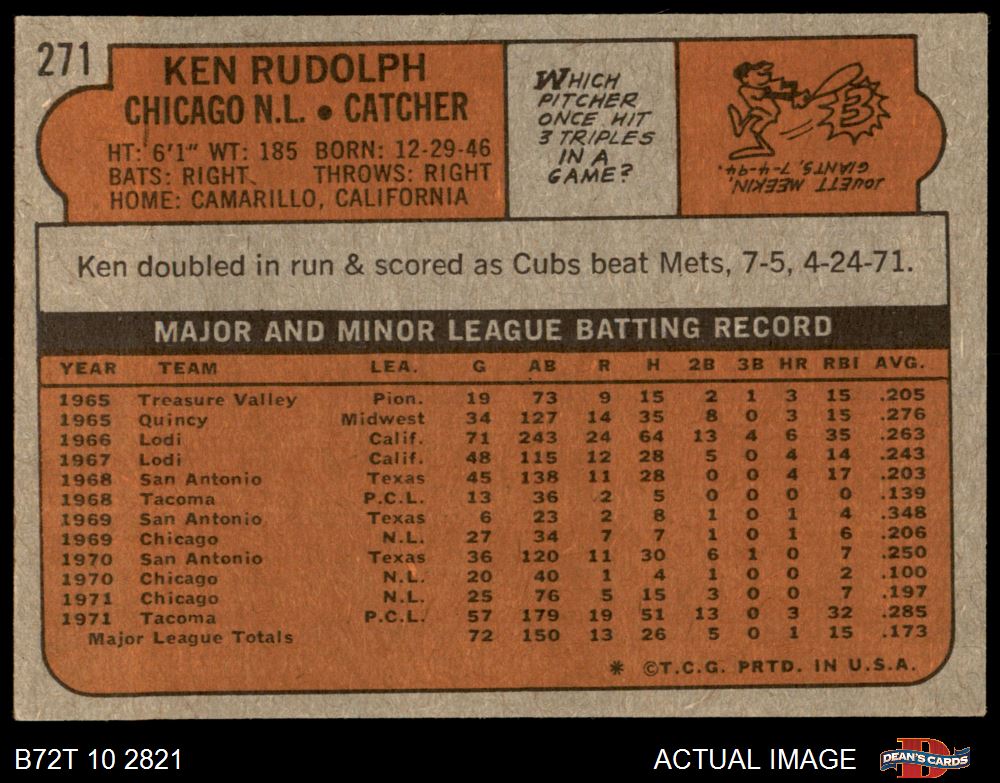 271
KEN RUDOLPH
CHICAGO N.L. • CATCHER
HT: 6'1" WT: 185 BORN: 12-29-46
BATS: RIGHT THROWS: RIGHT
HOME: CAMARILLO, CALIFORNIA
WHICH
PITCHER
ONCE HIT
3 TRIPLES
IN A
GAME?
B
JOUETT MEEKIN,
GIANTS, 7-4-94.
Ken doubled in run & scored as Cubs beat Mets, 7-5, 4-24-71.
MAJOR AND MINOR LEAGUE BATTING RECORD
YEAR TEAM LEA. G AB R H 2B 3B HR RBI AVG.
1965 Treasure Valley Pion. 19 73 9 15 2 1 3 15 .205
1965 Quincy Midwest 34 127 14 35 8 0 3 15 .276
1966 Lodi Calif. 71 243 24 64 13 4 6 35 .263
1967 Lodi Calif. 48 115 12 28 5 0 4 14 .243
1968 San Antonio Texas 45 138 11 28 0 0 4 17 .203
1968 Tacoma P.C.L. 13 36 2 5 0 0 0 0 .139
1969 San Antonio Texas 6 23 2 8 1 0 1 4 .348
1969 Chicago N.L. 27 34 7 7 1 0 1 6 .206
1970 San Antonio Texas 36 120 11 30 6 1 0 7 .250
1970 Chicago N.L. 20 40 1 4 1 0 0 2 .100
1971 Chicago N.L. 25 76 5 15 3 0 0 7 .197
1971 Tacoma P.C.L. 57 179 19 51 13 0 3 32 .285
Major League Totals 72 150 13 26 5 0 1 15 .173
* ©T.C.G. PRTD. IN U.S.A.
B72T 10 2821
ACTUAL IMAGE
D
DEAN'S CARDS